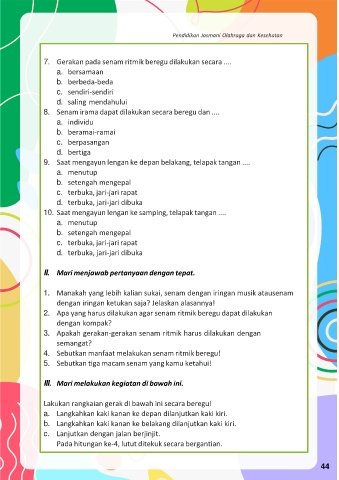 Pendidikan Jasmani Olahraga dan Kesehatan
7. Gerakan pada senam ritmik beregu dilakukan secara ....
a. bersamaan
b. berbeda-beda
c. sendiri-sendiri
d. saling mendahului
8. Senam irama dapat dilakukan secara beregu dan ....
a. individu
b. beramai-ramai
c. berpasangan
d. bertiga
9. Saat mengayun lengan ke depan belakang, telapak tangan ....
a. menutup
b. setengah mengepal
c. terbuka, jari-jari rapat
d. terbuka, jari-jari dibuka
10. Saat mengayun lengan ke samping, telapak tangan ....
a. menutup
b. setengah mengepal
c. terbuka, jari-jari rapat
d. terbuka, jari-jari dibuka
II. Mari menjawab pertanyaan dengan tepat.
1. Manakah yang lebih kalian sukai, senam dengan iringan musik atausenam
dengan iringan ketukan saja? Jelaskan alasannya!
2. Apa yang harus dilakukan agar senam ritmik beregu dapat dilakukan
dengan kompak?
3. Apakah gerakan-gerakan senam ritmik harus dilakukan dengan
semangat?
4. Sebutkan manfaat melakukan senam ritmik beregu!
5. Sebutkan tiga macam senam yang kamu ketahui!
III. Mari melakukan kegiatan di bawah ini.
Lakukan rangkaian gerak di bawah ini secara beregu!
a. Langkahkan kaki kanan ke depan dilanjutkan kaki kiri.
b. Langkahkan kaki kanan ke belakang dilanjutkan kaki kiri.
c. Lanjutkan dengan jalan berjinjit.
Pada hitungan ke-4, lutut ditekuk secara bergantian.
44